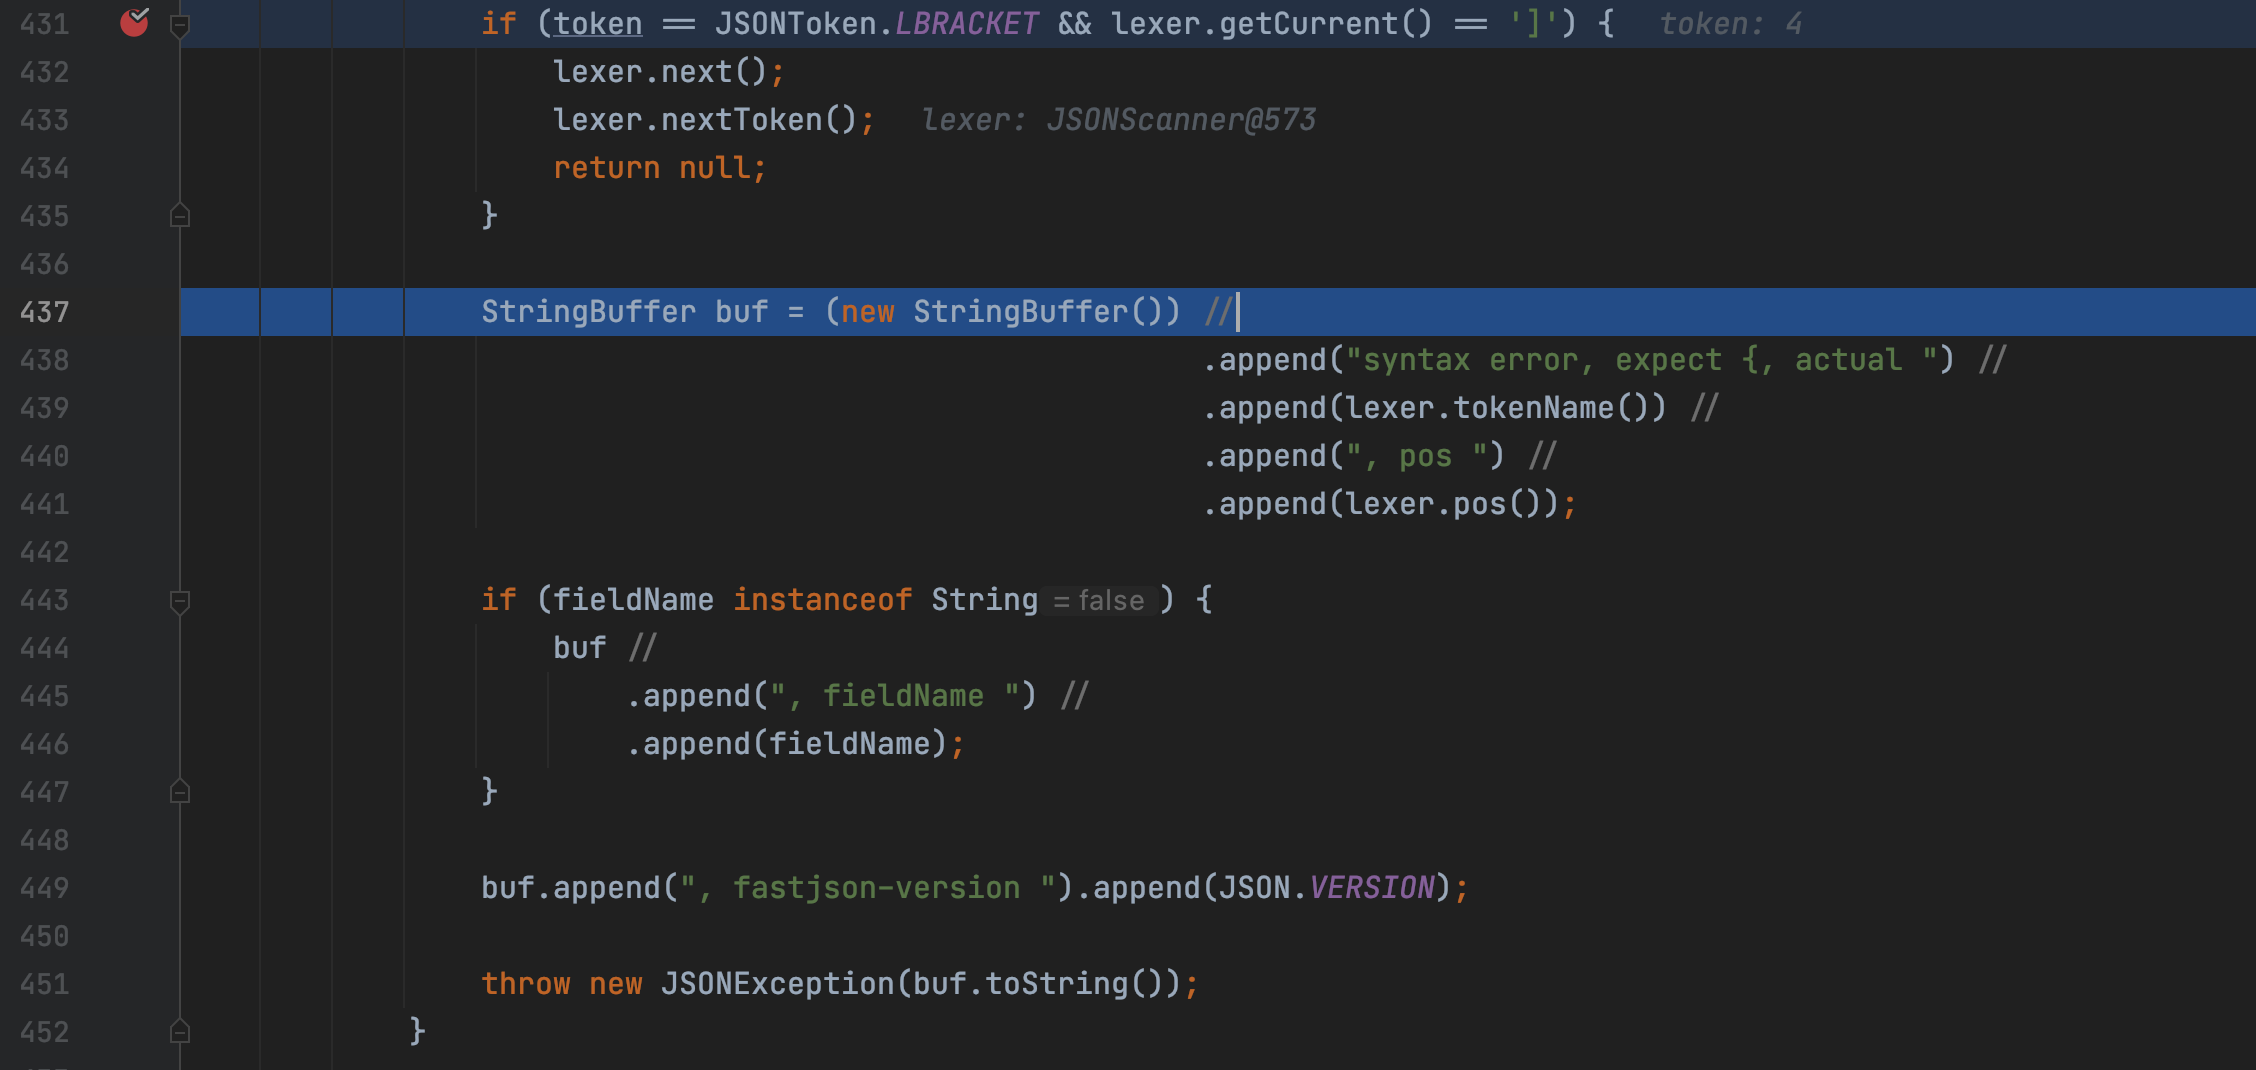 431 if (token == JSONToken.LBRACKET && lexer.getCurrent() == ']') { token: 4
432 lexer.next();
433 lexer.nextToken(); lexer: JSONScanner@573
434 return null;
435 }
436
437 StringBuffer buf = (new StringBuffer()) //
438 .append("syntax error, expect {, actual ") //
439 .append(lexer.tokenName()) //
440 .append(", pos ") //
441 .append(lexer.pos());
442
443 if (fieldName instanceof String = false ) {
444 buf //
445 .append(", fieldName ") //
446 .append(fieldName);
447 }
448
449 buf.append(", fastjson-version ").append(JSON.VERSION);
450
451 throw new JSONException(buf.toString());
452 }